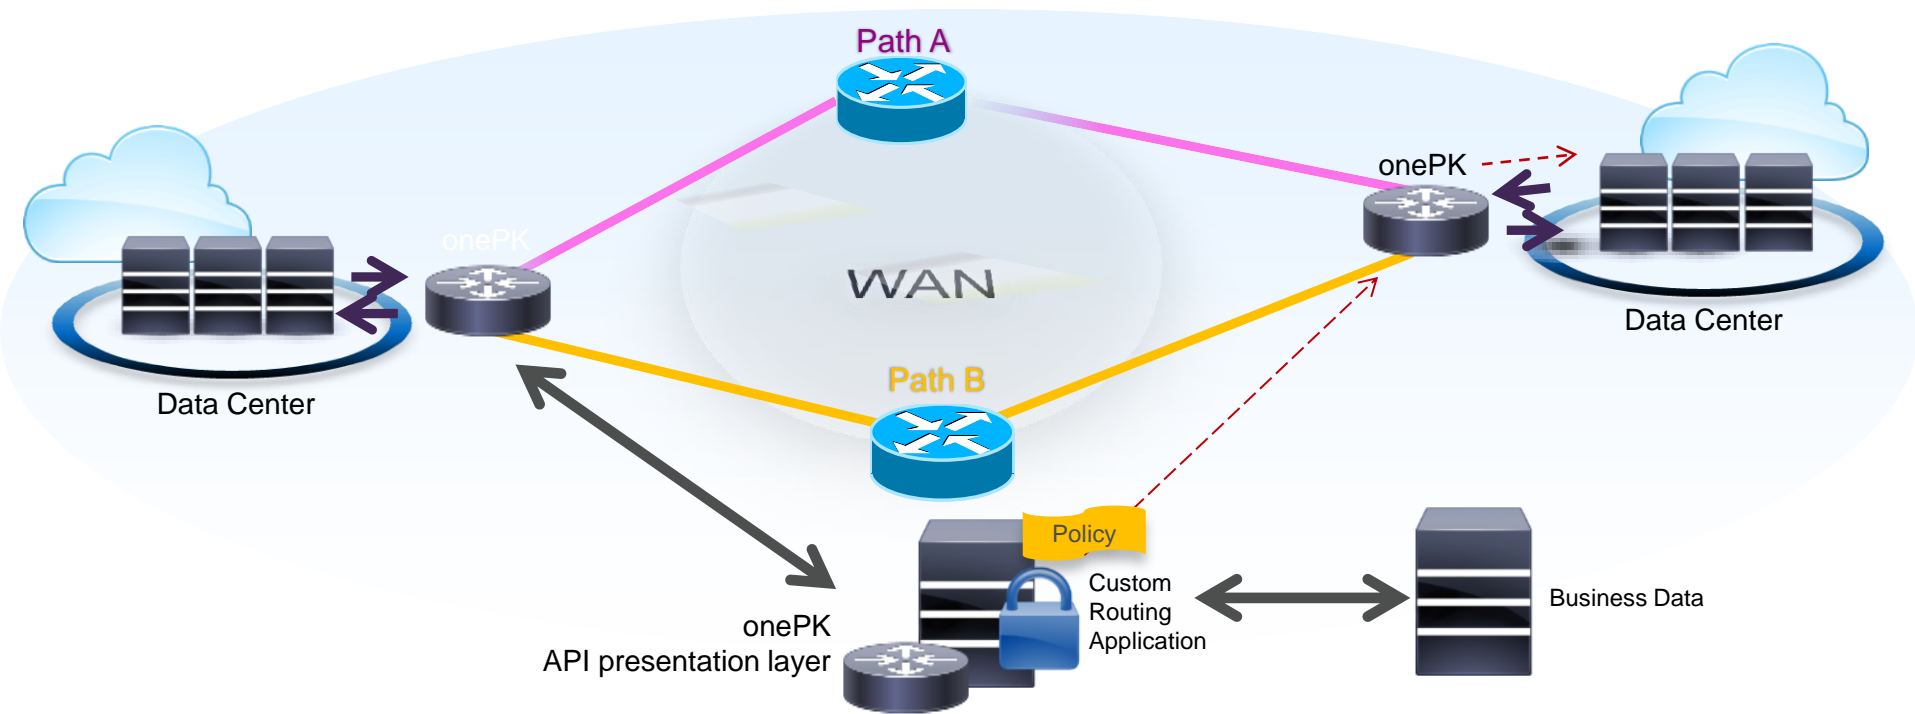 Path A
onePK
onePK
WAN
Data Center
Path B
Data Center
Policy
Custom
Routing
Application
Business Data
onePK
API presentation layer